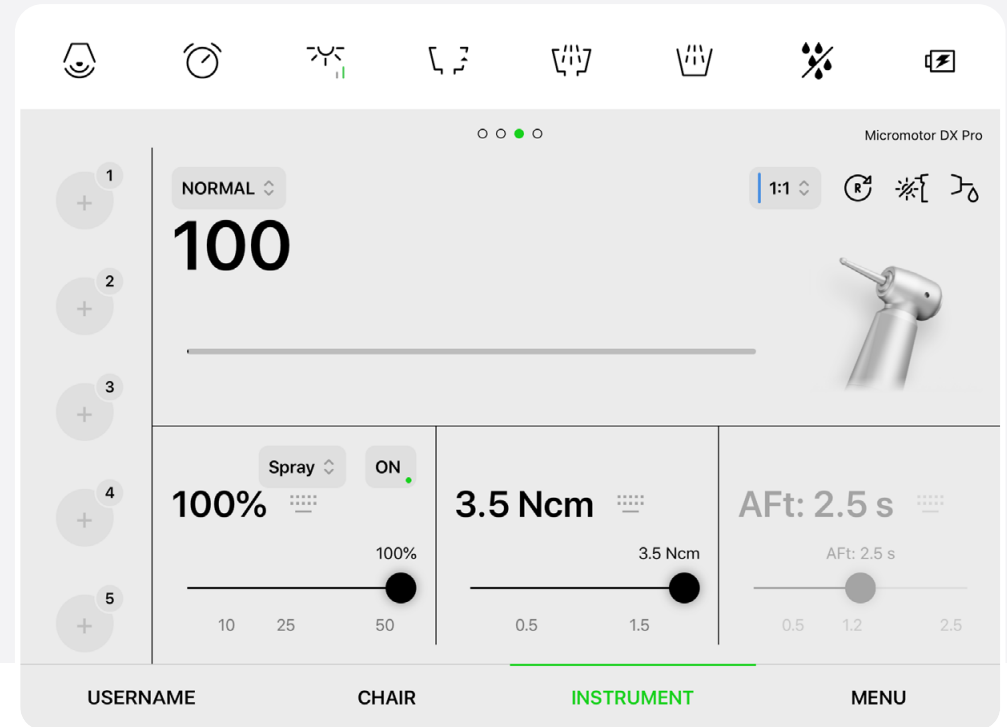 Micromotor DX Pro
1
NORMAL
1:1
R
100
2
3
4
5
Spray
ON
100%
3.5 Ncm
AFt: 2.5 s
100%
3.5 Ncm
AFt: 2.5 s
10 25 50
0.5 1.5
0.5 1.2 2.5
USERNAME
CHAIR
INSTRUMENT
MENU